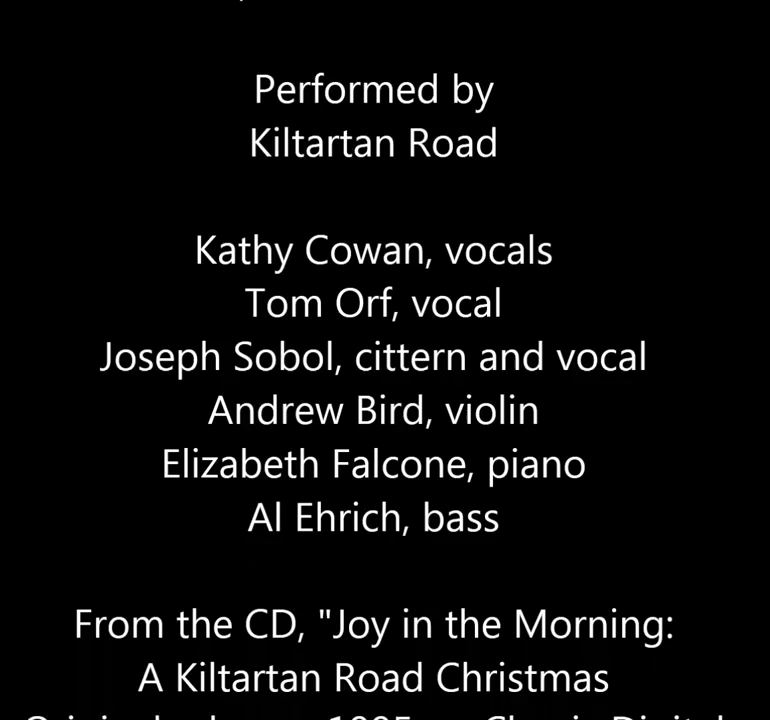 Performed by
Kiltartan Road
Kathy Cowan, vocals
Tom Orf, vocal
Joseph Sobol, cittern and vocal
Andrew Bird, violin
Elizabeth Falcone, piano
Al Ehrich, bass
From the CD, "Joy in the Morning:
A Kiltartan Road Christmas